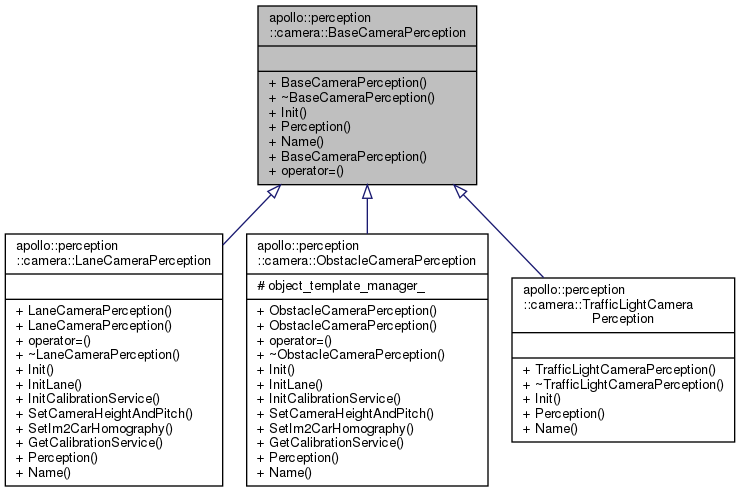 apollo::perception
::camera::BaseCameraPerception
+ BaseCameraPerception()
+ ~BaseCameraPerception()
+ Init()
+ Perception()
+ Name()
+ BaseCameraPerception()
+ operator=()
apollo::perception
::camera::LaneCameraPerception
+ LaneCameraPerception()
+ LaneCameraPerception()
+ operator=()
+ ~LaneCameraPerception()
+ Init()
+ InitLane()
+ InitCalibrationService()
+ SetCameraHeightAndPitch()
+ SetIm2CarHomography()
+ GetCalibrationService()
+ Perception()
+ Name()
apollo::perception
::camera::ObstacleCameraPerception
# object_template_manager_
+ ObstacleCameraPerception()
+ ObstacleCameraPerception()
+ operator=()
+ ~ObstacleCameraPerception()
+ Init()
+ InitLane()
+ InitCalibrationService()
+ SetCameraHeightAndPitch()
+ SetIm2CarHomography()
+ GetCalibrationService()
+ Perception()
+ Name()
apollo::perception
::camera::TrafficLightCamera
Perception
+ TrafficLightCameraPerception()
+ ~TrafficLightCameraPerception()
+ Init()
+ Perception()
+ Name()